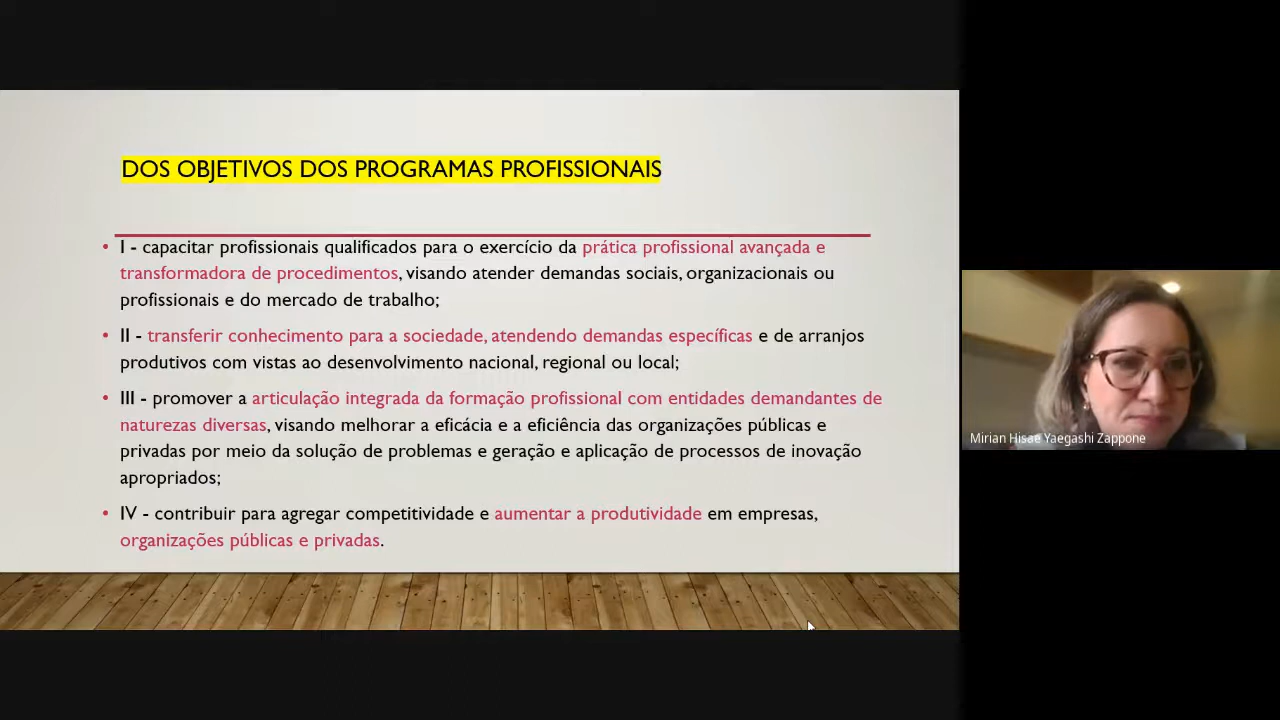 DOS OBJETIVOS DOS PROGRAMAS PROFISSIONAIS
• I - capacitar profissionais qualificados para o exercício da prática profissional avançada e
transformadora de procedimentos, visando atender demandas sociais, organizacionais ou
profissionais e do mercado de trabalho;
• II - transferir conhecimento para a sociedade, atendendo demandas específicas e de arranjos
produtivos com vistas ao desenvolvimento nacional, regional ou local;
• III - promover a articulação integrada da formação profissional com entidades demandantes de
naturezas diversas, visando melhorar a eficácia e a eficiência das organizações públicas e
privadas por meio da solução de problemas e geração e aplicação de processos de inovação
apropriados;
• IV - contribuir para agregar competitividade e aumentar a produtividade em empresas,
organizações públicas e privadas.
Mirian Hisae Yaegashi Zappone